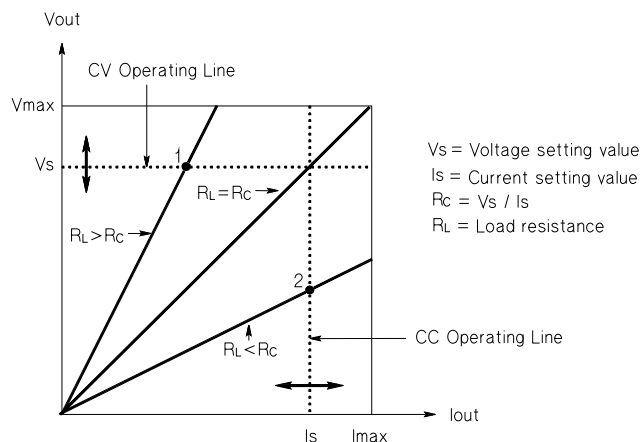 Vout
CV Operating Line
Vmax
Vs
1
RL=RC
RL>RC
2
RL<RC
CC Operating Line
Is
Imax
Iout
Vs = Voltage setting value
Is = Current setting value
RC = Vs / Is
RL = Load resistance